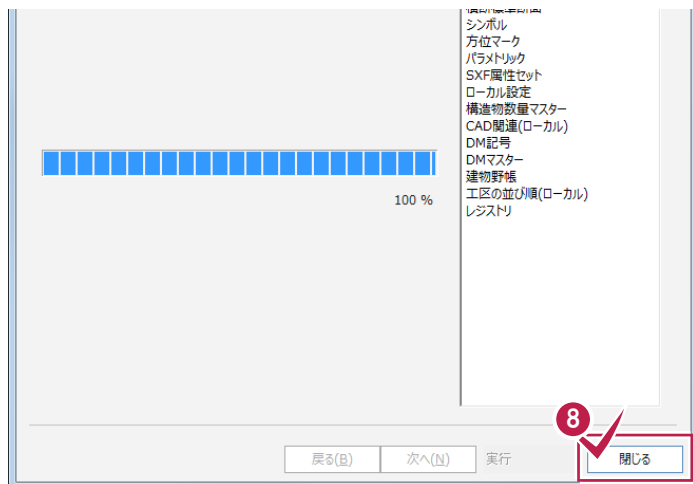 シンボル
方位マーク
パラメトリック
SXF属性セット
ローカル設定
構造物数量マスター
CAD関連(ローカル)
DM記号
DMマスター
建物野帳
工区の並び順(ローカル)
レジストリ
100 %
8
戻る(B) 次へ(N) 実行 閉じる